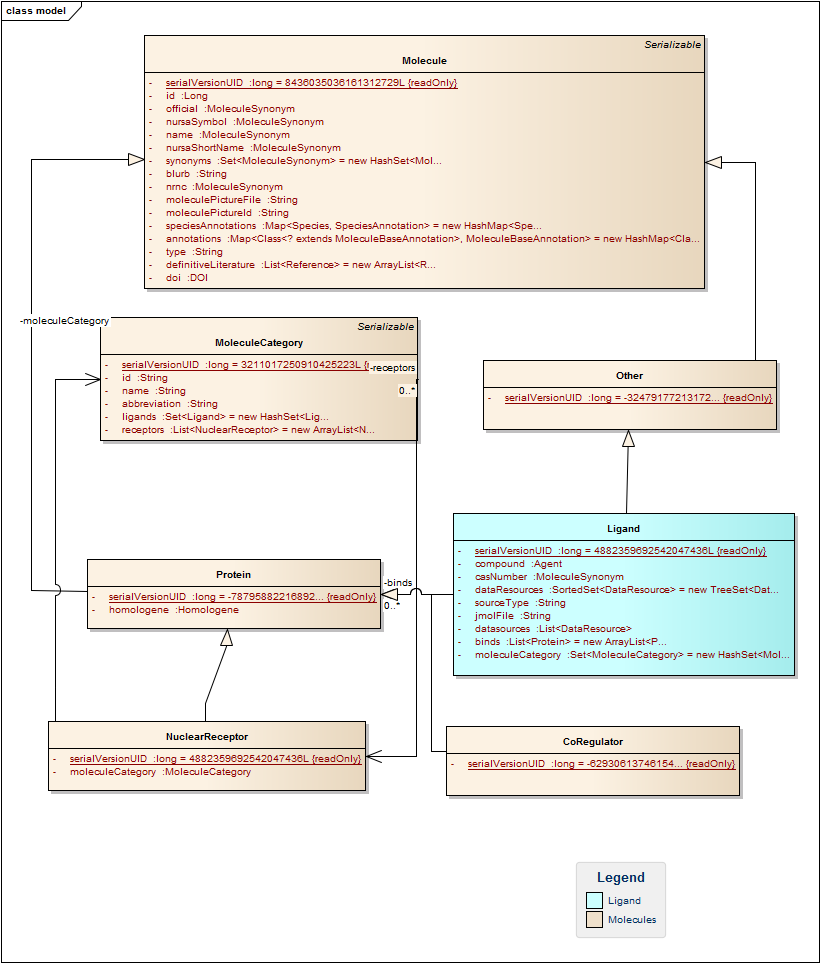 class model
Serializable
Molecule
- serialVersionUID :long = 8436035036161312729L {readOnly}
- id :Long
- official :MoleculeSynonym
- nursaSymbol :MoleculeSynonym
- name :MoleculeSynonym
- nursaShortName :MoleculeSynonym
- synonyms :Set<MoleculeSynonym> = new HashSet<Mol...
- blurb :String
- nrnc :MoleculeSynonym
- moleculePictureFile :String
- moleculePictureId :String
- speciesAnnotations :Map<Species, SpeciesAnnotation> = new HashMap<Spe...
- annotations :Map<Class<? extends MoleculeBaseAnnotation>, MoleculeBaseAnnotation> = new HashMap<Cla...
- type :String
- definitiveLiterature :List<Reference> = new ArrayList<R...
- doi :DOI
-moleculeCategory
Serializable
MoleculeCategory
- serialVersionUID :long = 3211017250910425223L {r
-receptors
- id :String
- name :String
0..*
- abbreviation :String
- ligands :Set<Ligand> = new HashSet<Lig...
- receptors :List<NuclearReceptor> = new ArrayList<N...
Other
- serialVersionUID :long = -32479177213172... {readOnly}
Ligand
- serialVersionUID :long = 4882359692542047436L {readOnly}
- compound :Agent
- casNumber :MoleculeSynonym
- dataResources :SortedSet<DataResource> = new TreeSet<Dat...
- sourceType :String
- jmolFile :String
- datasources :List<DataResource>
- binds :List<Protein> = new ArrayList<P...
- moleculeCategory :Set<MoleculeCategory> = new HashSet<Mol...
Protein
- serialVersionUID :long = -78795882216892... {readOnly}
- homologene :Homologene
-binds
0..*
NuclearReceptor
- serialVersionUID :long = 4882359692542047436L {readOnly}
- moleculeCategory :MoleculeCategory
CoRegulator
- serialVersionUID :long = -62930613746154... {readOnly}
Legend
Ligand
Molecules